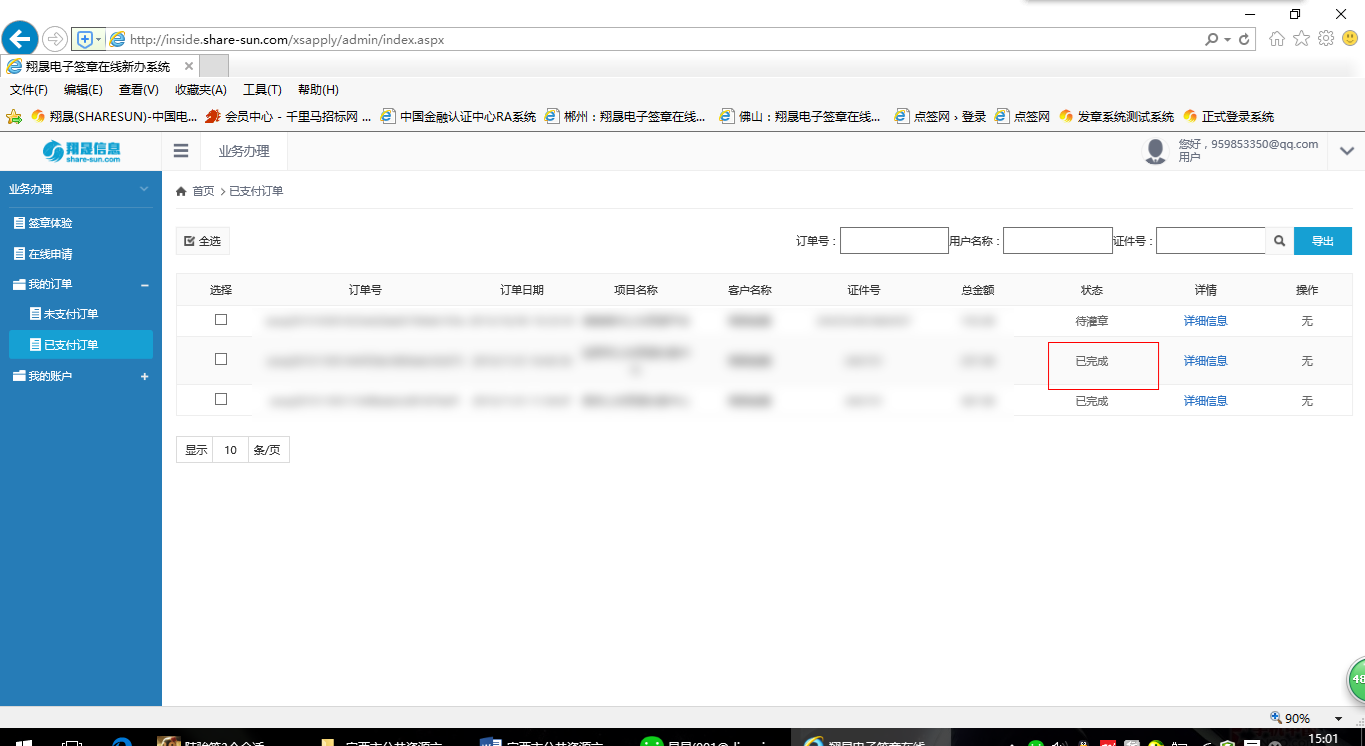 http://inside.share-sun.com/xsapply/admin/index.aspx
翔晟电子签章在线新办系统
文件(F) 编辑(E) 查看(V) 收藏夹(A) 工具(T) 帮助(H)
翔晟(SHARESUN)-中国电... 会员中心 - 千里马招标网 ... 中国金融认证中心RA系统 郴州：翔晟电子签章在线... 佛山：翔晟电子签章在线... 点签网 › 登录 点签网 发章系统测试系统 正式登录系统
翔晟信息
share-sun.com
业务办理
您好，959853350@qq.com
用户
业务办理
签章体验
在线申请
我的订单
未支付订单
已支付订单
我的账户
首页 > 已支付订单
全选 订单号： 用户名称： 证件号： 导出
选择 订单号 订单日期 项目名称 客户名称 证件号 总金额 状态 详情 操作
待灌章 详细信息 无
已完成 详细信息 无
已完成 详细信息 无
显示 10 条/页
48
90%
15:01